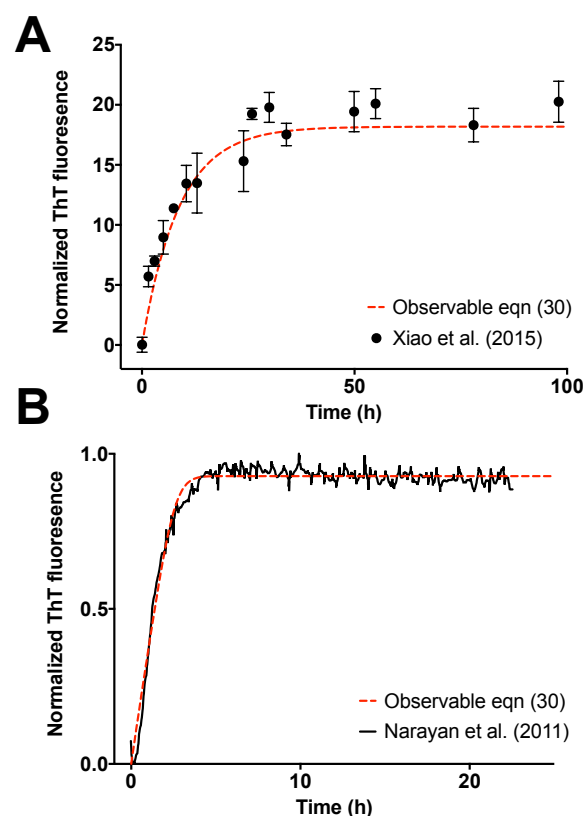 A
25
20
15
10
5
0
Normalized ThT fluoresence
Observable eqn (30)
Xiao et al. (2015)
0
50
100
Time (h)
B
1.0
0.5
0.0
Normalized ThT fluoresence
Observable eqn (30)
Narayan et al. (2011)
0
10
20
Time (h)